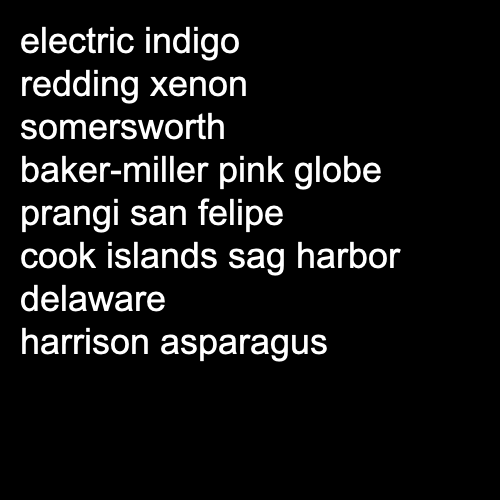 electric indigo
redding xenon
somersworth
baker-miller pink globe
prangi san felipe
cook islands sag harbor
delaware
harrison asparagus